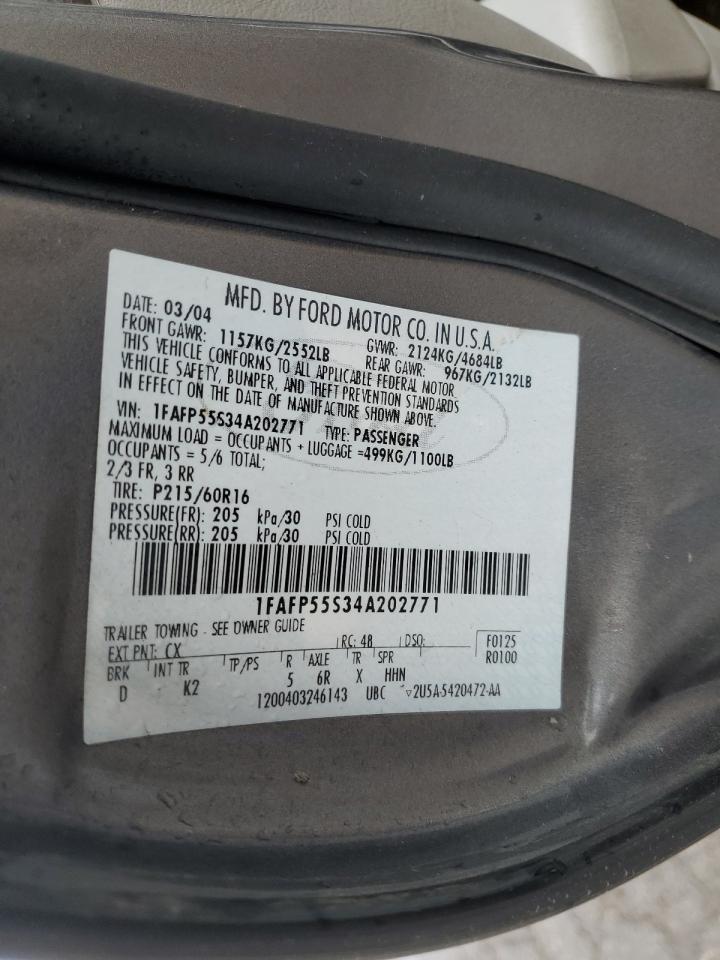 MFD. BY FORD MOTOR CO. IN U.S.A.
DATE: 03/04 GVWR: 2124KG/4684LB
FRONT GAWR: 1157KG/2552LB REAR GAWR: 967KG/2132LB
THIS VEHICLE CONFORMS TO ALL APPLICABLE FEDERAL MOTOR
VEHICLE SAFETY, BUMPER, AND THEFT PREVENTION STANDARDS
IN EFFECT ON THE DATE OF MANUFACTURE SHOWN ABOVE.
VIN: 1FAFP55S34A202771 TYPE: PASSENGER
MAXIMUM LOAD = OCCUPANTS + LUGGAGE =499KG/1100LB
OCCUPANTS = 5/6 TOTAL;
2/3 FR, 3 RR
TIRE: P215/60R16
PRESSURE(FR): 205 kPa/30 PSI COLD
PRESSURE(RR): 205 kPa/30 PSI COLD
1FAFP55S34A202771
TRAILER TOWING - SEE OWNER GUIDE
EXT PNT: CX RC: 48 DSO: F0125
BRK INT TR TP/PS R AXLE TR SPR R0100
D K2 5 6R X HHN
1200403246143 UBC ▽2U5A-5420472-AA